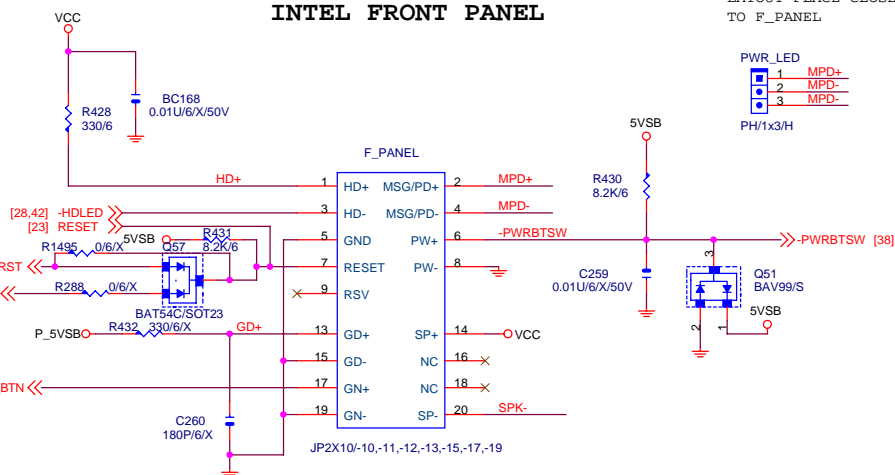 INTEL FRONT PANEL
TO F_PANEL
VCC
BC168
0.01U/6/X/50V
R428
330/6
PWR_LED
1 MPD+
2 MPD-
3 MPD-
PH/1x3/H
5VSB
R430
8.2K/6
F_PANEL
HD+ 1 HD+ MSG/PD+ 2 MPD+
[28,42] -HDLED 3 HD- MSG/PD- 4 MPD-
[23] RESET
5VSB R431
8.2K/6
5 GND PW+ 6 -PWRBTSW
-PWRBTSW [38]
R1495 0/6/X Q57
RST
7 RESET PW- 8
R288 0/6/X
9 RSV
BAT54C/SOT23
C259
0.01U/6/X/50V
3
Q51
BAV99/S
2
1
5VSB
P_5VSB R432 330/6/X GD+ 13 GD+ SP+ 14 VCC
15 GD- NC 16
BTN 17 GN+ NC 18
19 GN- SP- 20 SPK-
C260
180P/6/X
JP2X10/-10,-11,-12,-13,-15,-17,-19